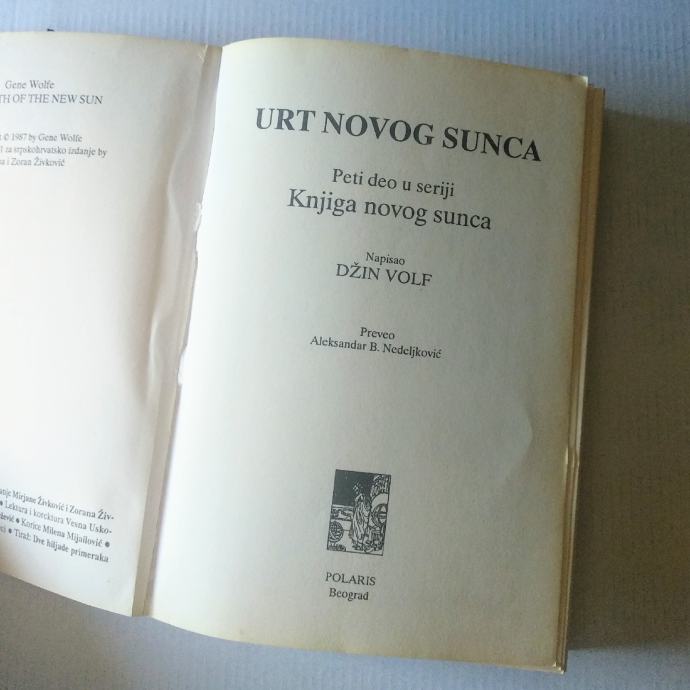 Gene Wolfe
TH OF THE NEW SUN
© 1987 by Gene Wolfe
za srpskohrvatsko izdanje by
i Zoran Živković
anje Mirjane Živković i Zorana Živ-
• Lektura i korektura Vesna Usko-
• Korice Milena Mijailović •
• Tiraž: Dve hiljade primeraka
URT NOVOG SUNCA
Peti deo u seriji
Knjiga novog sunca
Napisao
DŽIN VOLF
Preveo
Aleksandar B. Nedeljković
POLARIS
Beograd